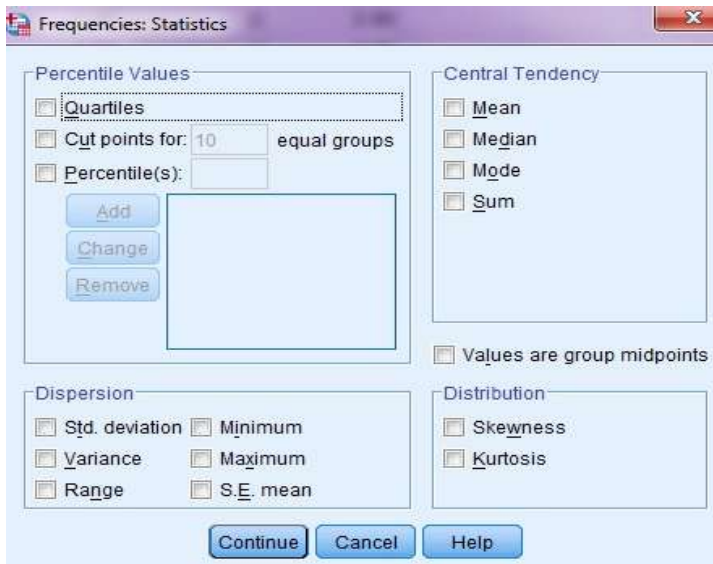 Frequencies: Statistics
Percentile Values
Quartiles
Cut points for: 10 equal groups
Percentile(s):
Add
Change
Remove
Central Tendency
Mean
Median
Mode
Sum
Values are group midpoints
Dispersion
Std. deviation Minimum
Variance Maximum
Range S.E. mean
Distribution
Skewness
Kurtosis
Continue Cancel Help